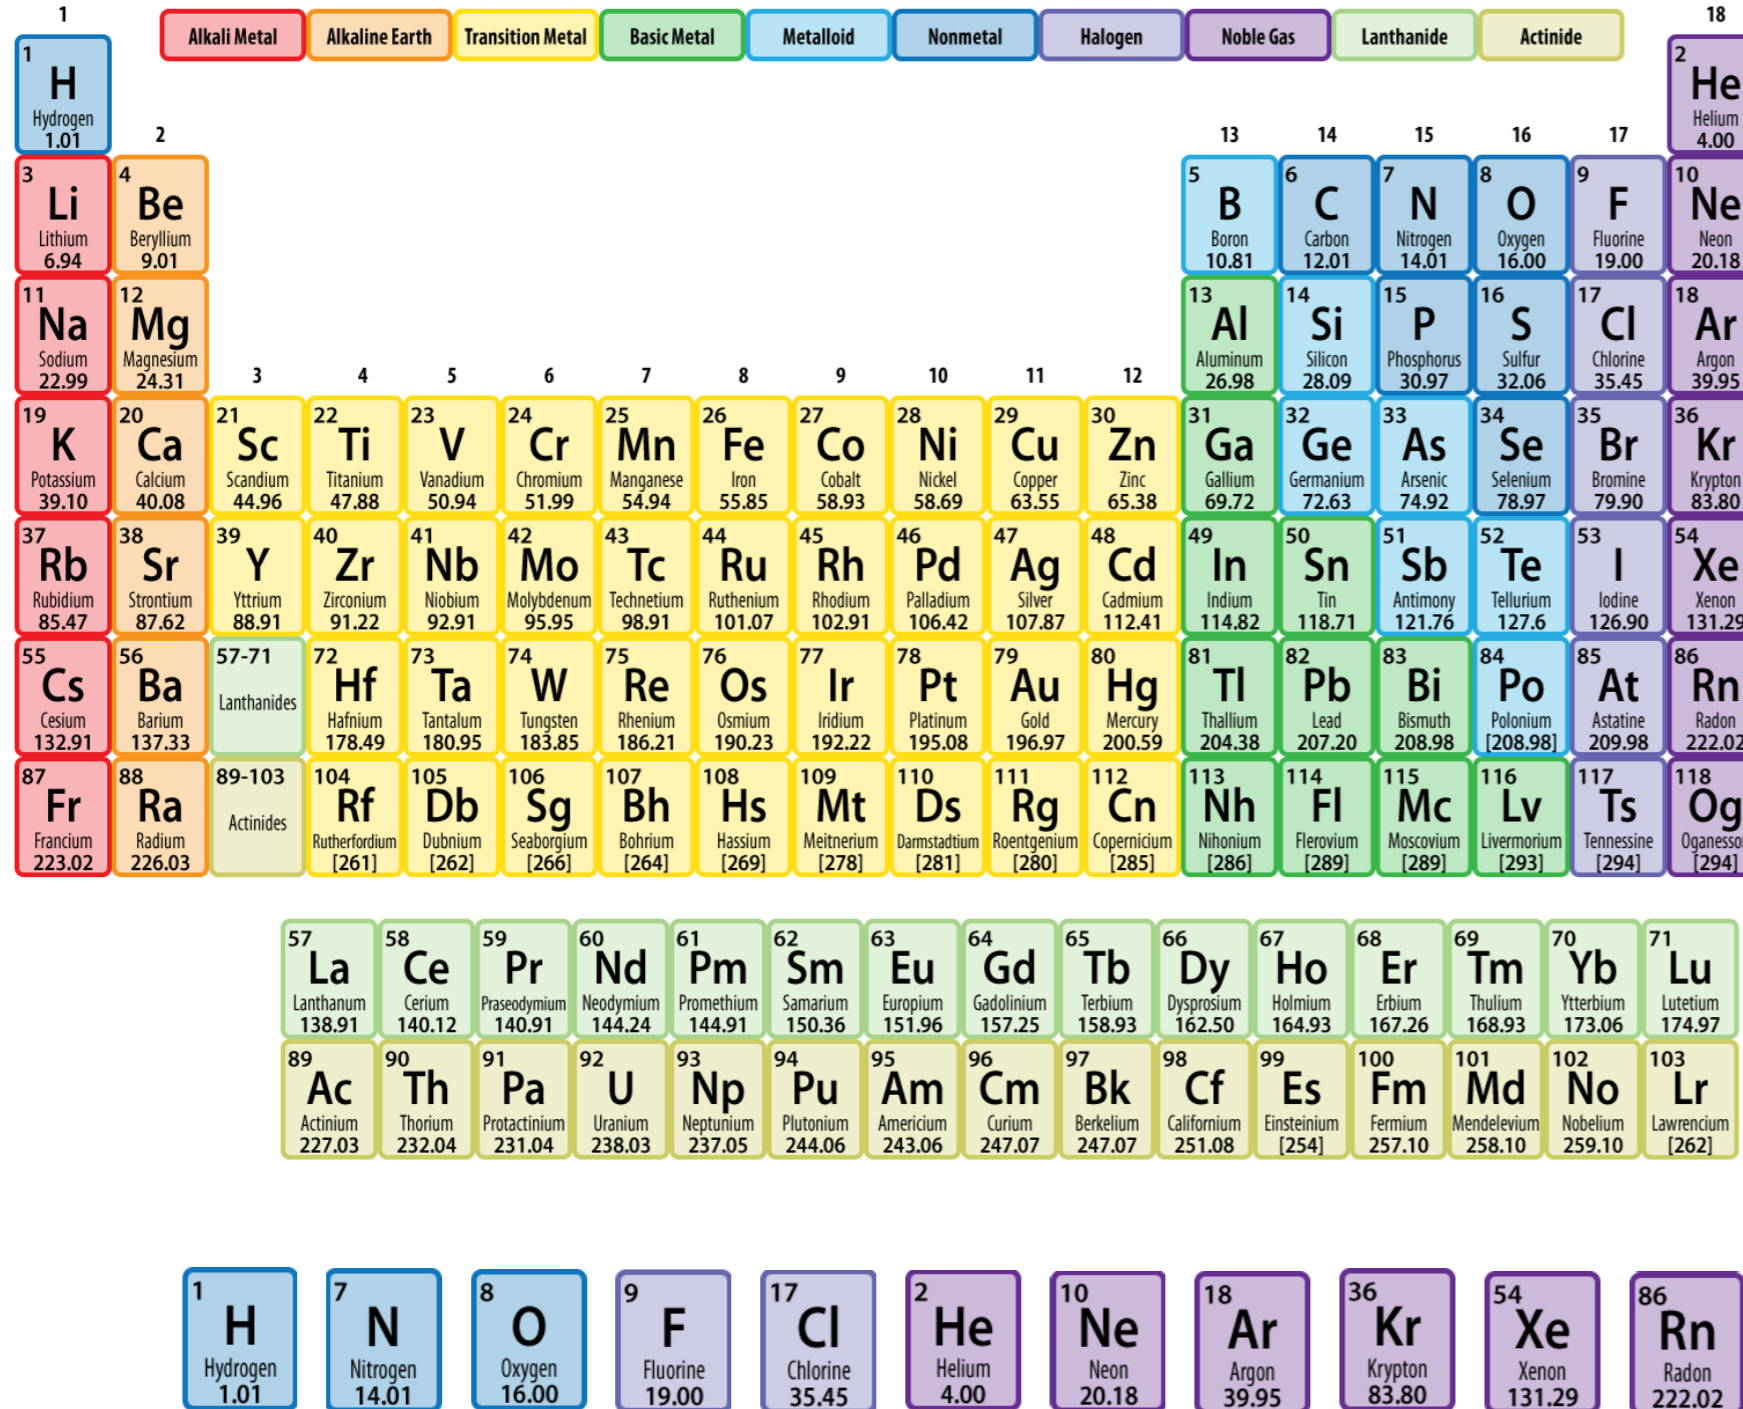 1 18
Alkali Metal Alkaline Earth Transition Metal Basic Metal Metalloid Nonmetal Halogen Noble Gas Lanthanide Actinide
1 2
H He
Hydrogen Helium
1.01 4.00
2 13 14 15 16 17
3 4 5 6 7 8 9 10
Li Be B C N O F Ne
Lithium Beryllium Boron Carbon Nitrogen Oxygen Fluorine Neon
6.94 9.01 10.81 12.01 14.01 16.00 19.00 20.18
11 12 13 14 15 16 17 18
Na Mg Al Si P S Cl Ar
Sodium Magnesium Aluminum Silicon Phosphorus Sulfur Chlorine Argon
22.99 24.31 26.98 28.09 30.97 32.06 35.45 39.95
3 4 5 6 7 8 9 10 11 12
19 20 21 22 23 24 25 26 27 28 29 30 31 32 33 34 35 36
K Ca Sc Ti V Cr Mn Fe Co Ni Cu Zn Ga Ge As Se Br Kr
Potassium Calcium Scandium Titanium Vanadium Chromium Manganese Iron Cobalt Nickel Copper Zinc Gallium Germanium Arsenic Selenium Bromine Krypton
39.10 40.08 44.96 47.88 50.94 51.99 54.94 55.85 58.93 58.69 63.55 65.38 69.72 72.63 74.92 78.97 79.90 83.80
37 38 39 40 41 42 43 44 45 46 47 48 49 50 51 52 53 54
Rb Sr Y Zr Nb Mo Tc Ru Rh Pd Ag Cd In Sn Sb Te I Xe
Rubidium Strontium Yttrium Zirconium Niobium Molybdenum Technetium Ruthenium Rhodium Palladium Silver Cadmium Indium Tin Antimony Tellurium Iodine Xenon
85.47 87.62 88.91 91.22 92.91 95.95 98.91 101.07 102.91 106.42 107.87 112.41 114.82 118.71 121.76 127.6 126.90 131.29
55 56 57-71 72 73 74 75 76 77 78 79 80 81 82 83 84 85 86
Cs Ba Lanthanides Hf Ta W Re Os Ir Pt Au Hg Tl Pb Bi Po At Rn
Cesium Barium Hafnium Tantalum Tungsten Rhenium Osmium Iridium Platinum Gold Mercury Thallium Lead Bismuth Polonium Astatine Radon
132.91 137.33 178.49 180.95 183.85 186.21 190.23 192.22 195.08 196.97 200.59 204.38 207.20 208.98 [208.98] 209.98 222.02
87 88 89-103 104 105 106 107 108 109 110 111 112 113 114 115 116 117 118
Fr Ra Actinides Rf Db Sg Bh Hs Mt Ds Rg Cn Nh Fl Mc Lv Ts Og
Francium Radium Rutherfordium Dubnium Seaborgium Bohrium Hassium Meitnerium Darmstadtium Roentgenium Copernicium Nihonium Flerovium Moscovium Livermorium Tennessine Oganesso
223.02 226.03 [261] [262] [266] [264] [269] [278] [281] [280] [285] [286] [289] [289] [293] [294] [294]
57 58 59 60 61 62 63 64 65 66 67 68 69 70 71
La Ce Pr Nd Pm Sm Eu Gd Tb Dy Ho Er Tm Yb Lu
Lanthanum Cerium Praseodymium Neodymium Promethium Samarium Europium Gadolinium Terbium Dysprosium Holmium Erbium Thulium Ytterbium Lutetium
138.91 140.12 140.91 144.24 144.91 150.36 151.96 157.25 158.93 162.50 164.93 167.26 168.93 173.06 174.97
89 90 91 92 93 94 95 96 97 98 99 100 101 102 103
Ac Th Pa U Np Pu Am Cm Bk Cf Es Fm Md No Lr
Actinium Thorium Protactinium Uranium Neptunium Plutonium Americium Curium Berkelium Californium Einsteinium Fermium Mendelevium Nobelium Lawrencium
227.03 232.04 231.04 238.03 237.05 244.06 243.06 247.07 247.07 251.08 [254] 257.10 258.10 259.10 [262]
1 7 8 9 17 2 10 18 36 54 86
H N O F Cl He Ne Ar Kr Xe Rn
Hydrogen Nitrogen Oxygen Fluorine Chlorine Helium Neon Argon Krypton Xenon Radon
1.01 14.01 16.00 19.00 35.45 4.00 20.18 39.95 83.80 131.29 222.02